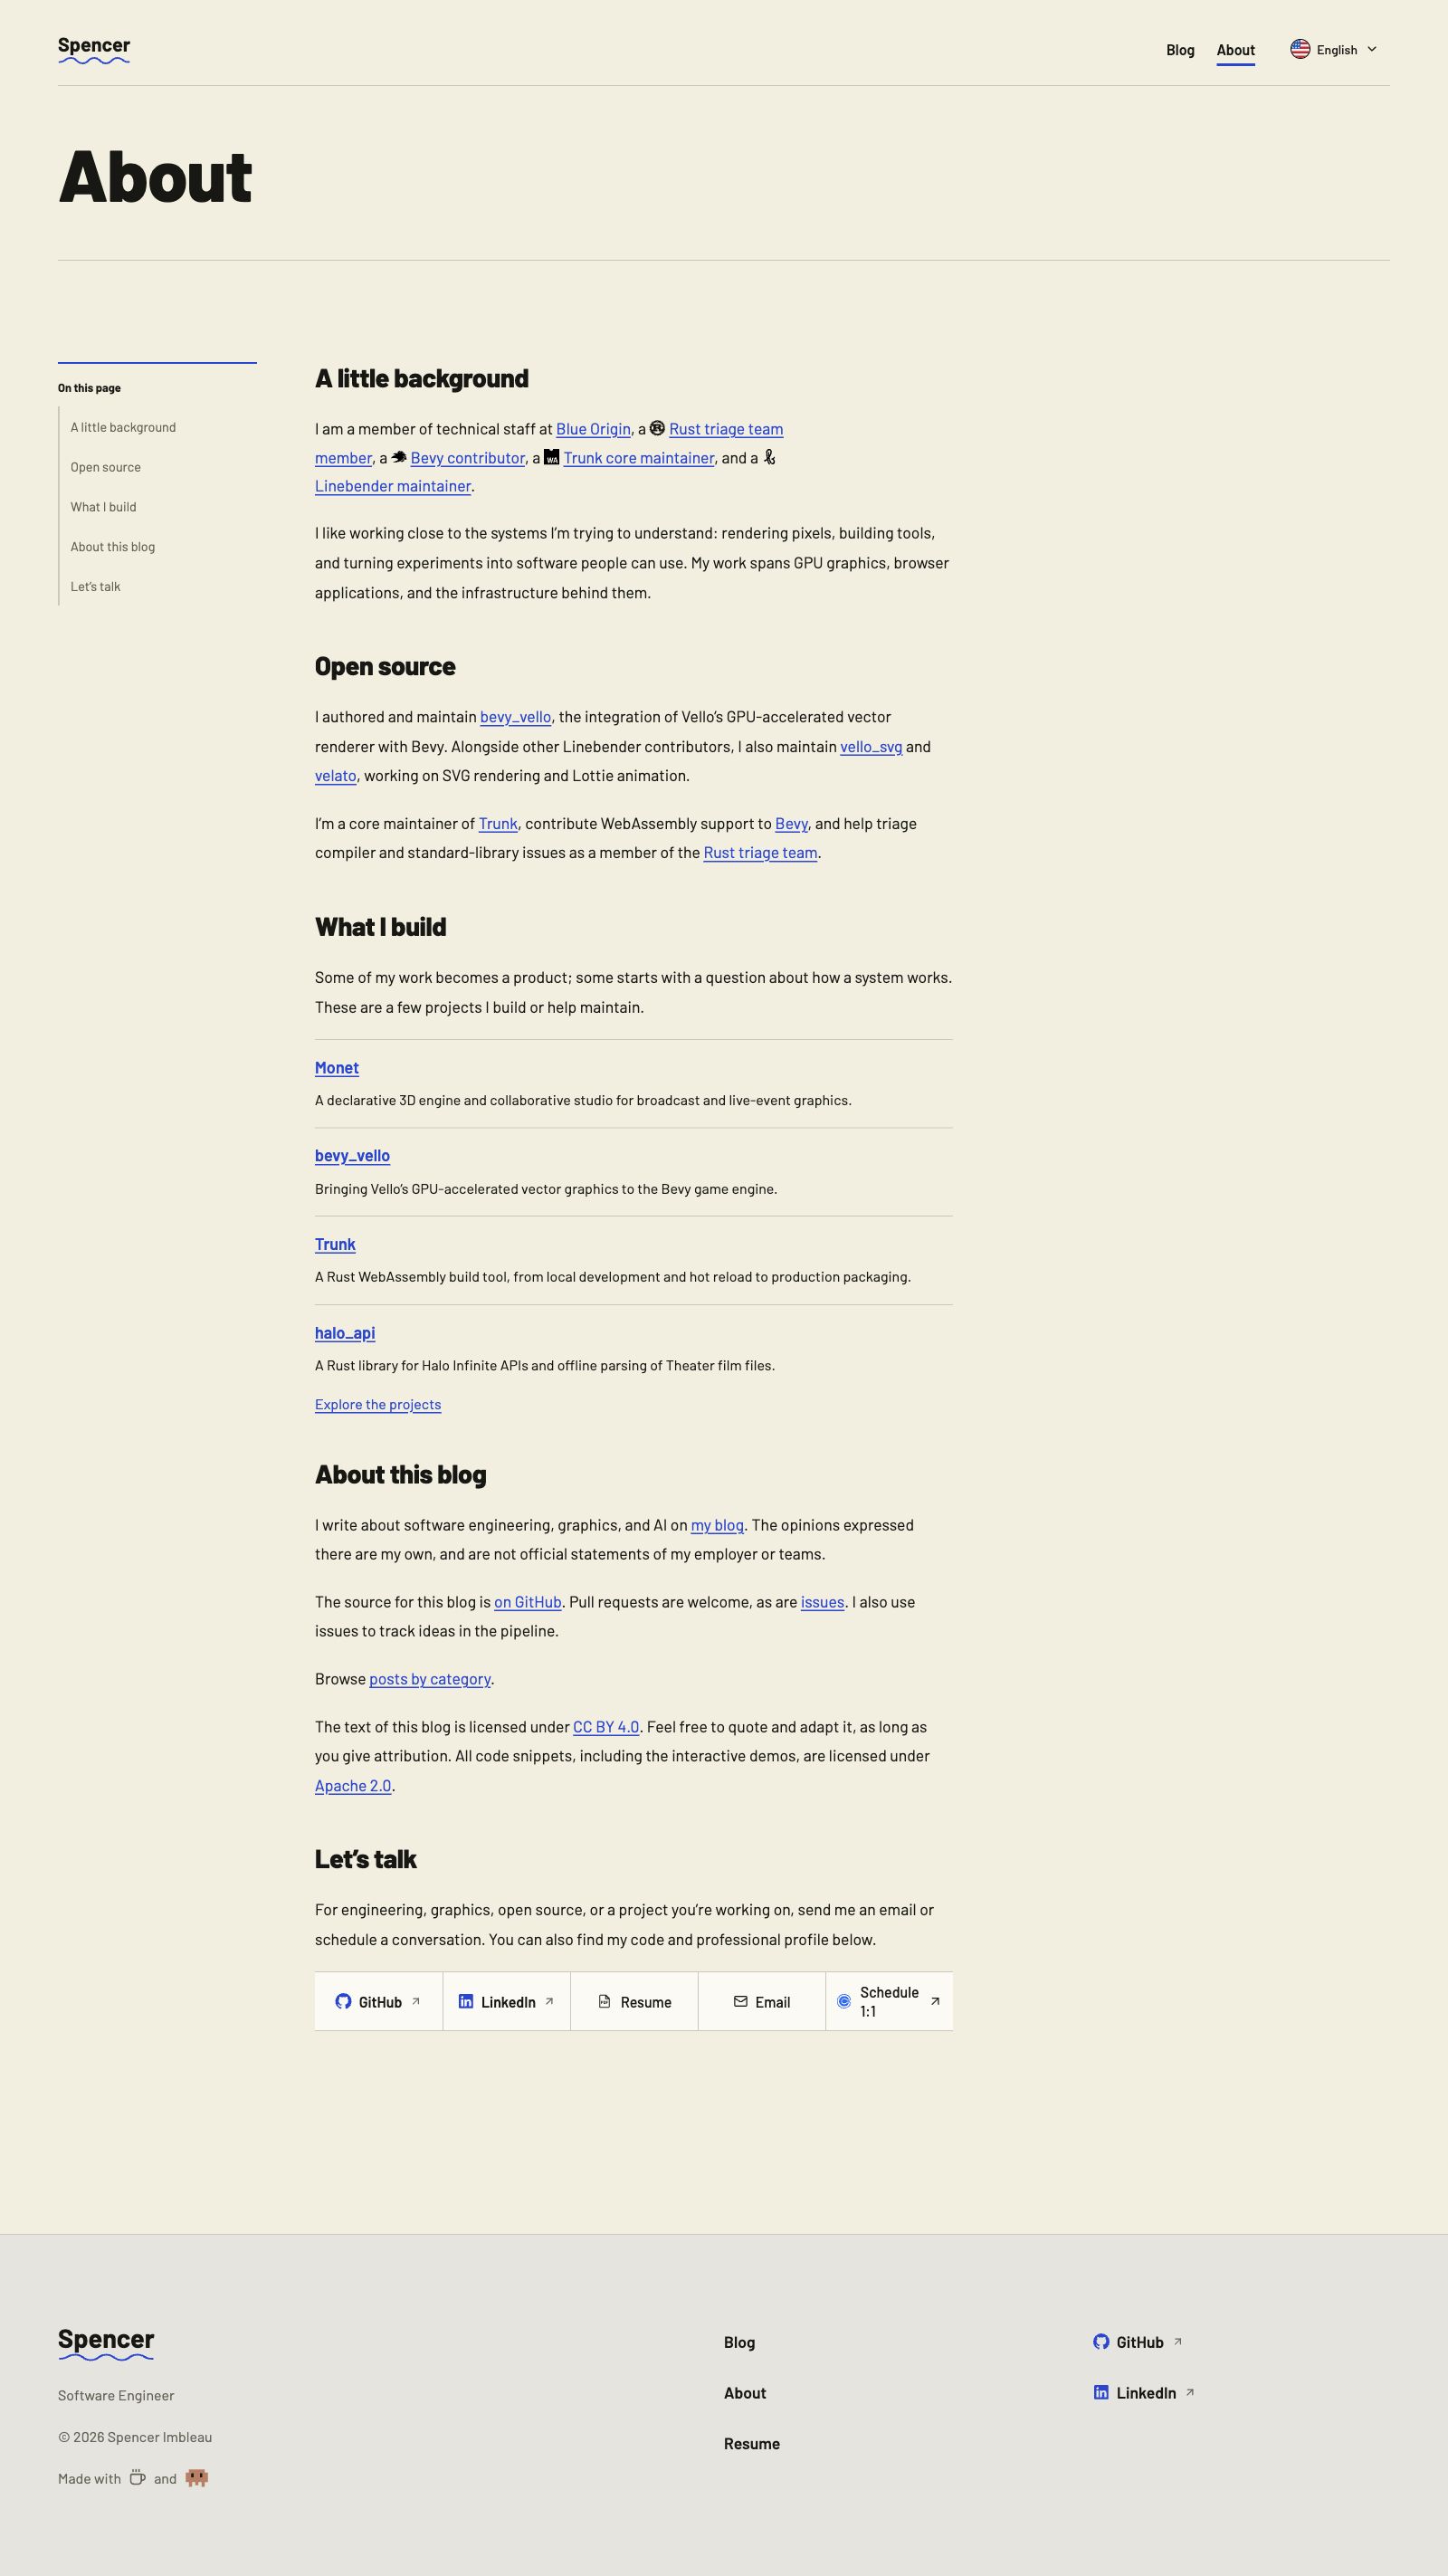 Spencer
Blog About English
About
On this page
A little background
Open source
What I build
About this blog
Let's talk
A little background
I am a member of technical staff at Blue Origin, a Rust triage team
member, a Bevy contributor, a WA Trunk core maintainer, and a
Linebender maintainer.
I like working close to the systems I'm trying to understand: rendering pixels, building tools,
and turning experiments into software people can use. My work spans GPU graphics, browser
applications, and the infrastructure behind them.
Open source
I authored and maintain bevy_vello, the integration of Vello's GPU-accelerated vector
renderer with Bevy. Alongside other Linebender contributors, I also maintain vello_svg and
velato, working on SVG rendering and Lottie animation.
I'm a core maintainer of Trunk, contribute WebAssembly support to Bevy, and help triage
compiler and standard-library issues as a member of the Rust triage team.
What I build
Some of my work becomes a product; some starts with a question about how a system works.
These are a few projects I build or help maintain.
Monet
A declarative 3D engine and collaborative studio for broadcast and live-event graphics.
bevy_vello
Bringing Vello's GPU-accelerated vector graphics to the Bevy game engine.
Trunk
A Rust WebAssembly build tool, from local development and hot reload to production packaging.
halo_api
A Rust library for Halo Infinite APIs and offline parsing of Theater film files.
Explore the projects
About this blog
I write about software engineering, graphics, and AI on my blog. The opinions expressed
there are my own, and are not official statements of my employer or teams.
The source for this blog is on GitHub. Pull requests are welcome, as are issues. I also use
issues to track ideas in the pipeline.
Browse posts by category.
The text of this blog is licensed under CC BY 4.0. Feel free to quote and adapt it, as long as
you give attribution. All code snippets, including the interactive demos, are licensed under
Apache 2.0.
Let's talk
For engineering, graphics, open source, or a project you're working on, send me an email or
schedule a conversation. You can also find my code and professional profile below.
GitHub LinkedIn Resume Email Schedule
1:1
Spencer
Software Engineer
© 2026 Spencer Imbleau
Made with and
Blog
About
Resume
GitHub
LinkedIn